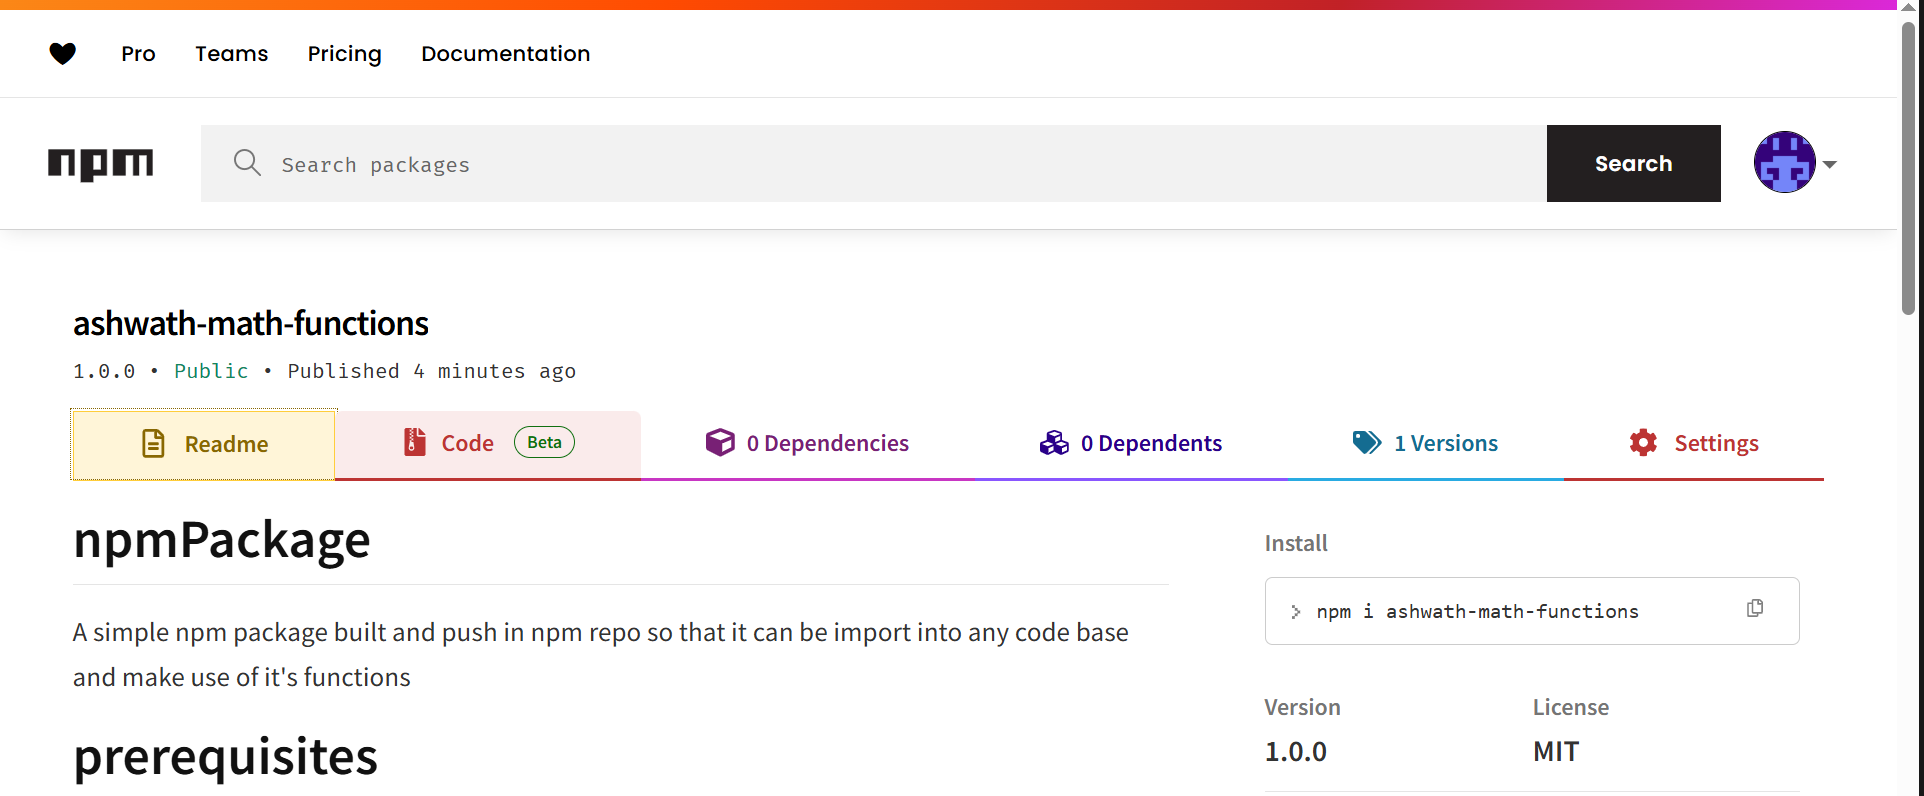 Pro Teams Pricing Documentation
npm Search packages Search
ashwath-math-functions
1.0.0 • Public • Published 4 minutes ago
Readme Code Beta 0 Dependencies 0 Dependents 1 Versions Settings
npmPackage
A simple npm package built and push in npm repo so that it can be import into any code base
and make use of it's functions
prerequisites
Install
> npm i ashwath-math-functions
Version License
1.0.0 MIT